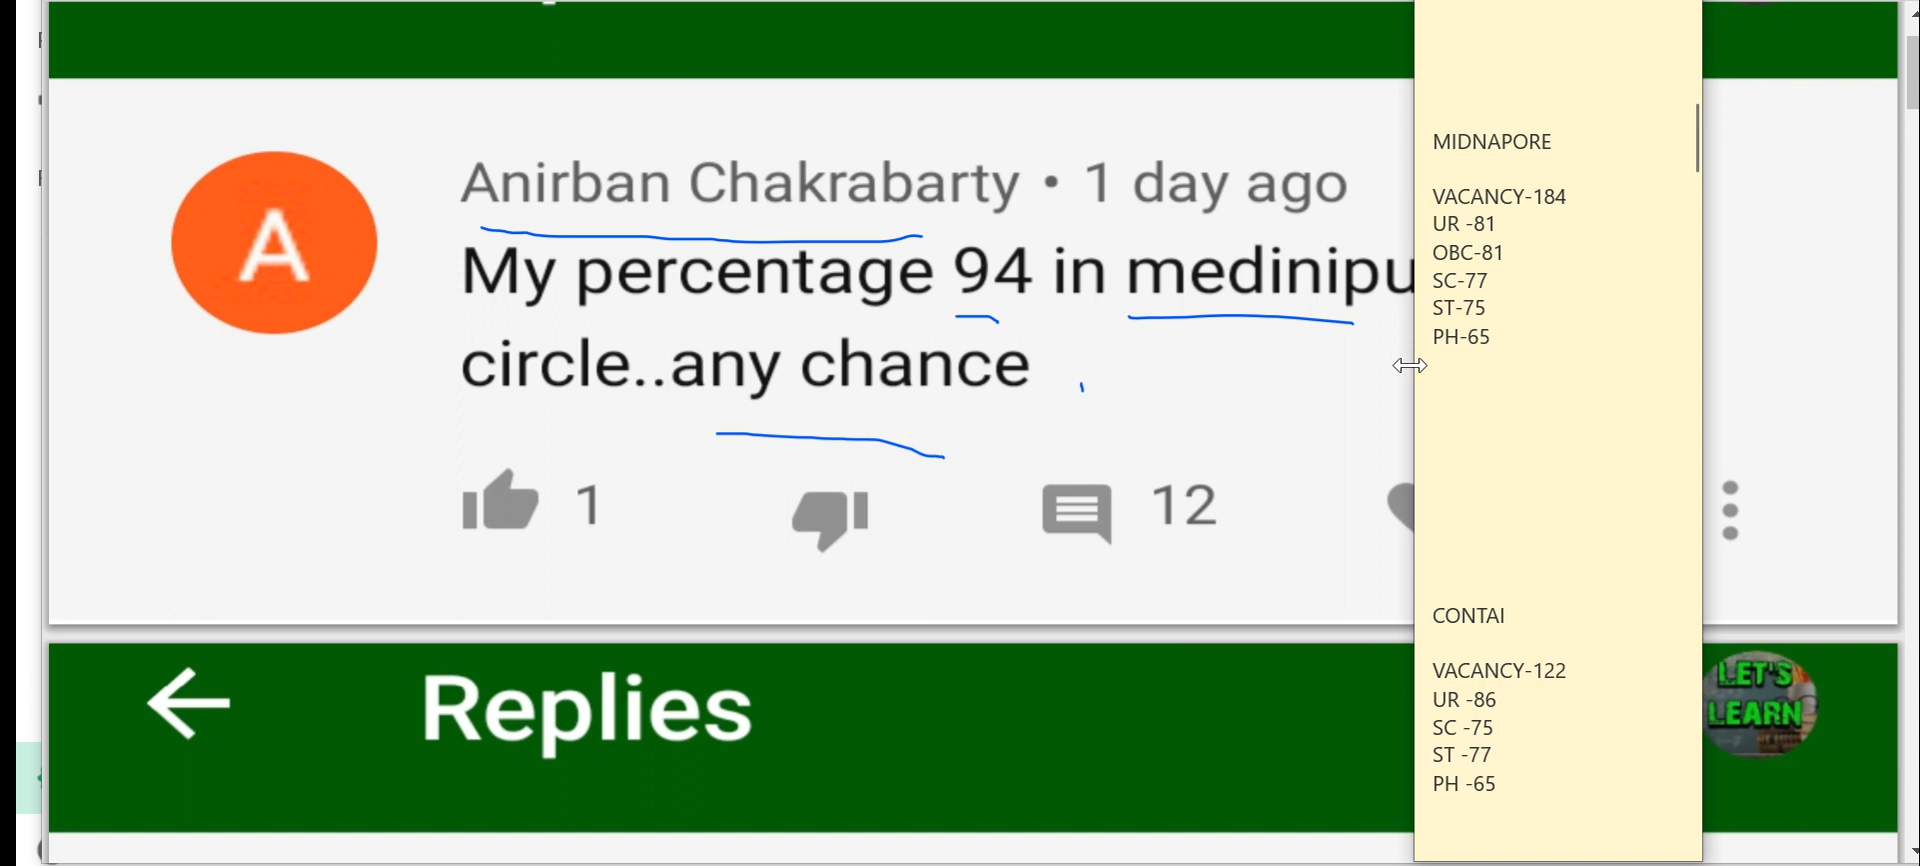 A
Anirban Chakrabarty • 1 day ago
My percentage 94 in medinipu
circle..any chance
1
12
Replies
LET'S
LEARN
MIDNAPORE
VACANCY-184
UR -81
OBC-81
SC-77
ST-75
PH-65
CONTAI
VACANCY-122
UR -86
SC -75
ST -77
PH -65